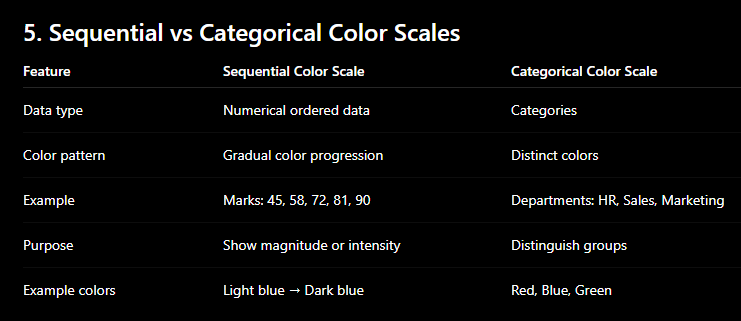 5. Sequential vs Categorical Color Scales
Feature Sequential Color Scale Categorical Color Scale
Data type Numerical ordered data Categories
Color pattern Gradual color progression Distinct colors
Example Marks: 45, 58, 72, 81, 90 Departments: HR, Sales, Marketing
Purpose Show magnitude or intensity Distinguish groups
Example colors Light blue → Dark blue Red, Blue, Green